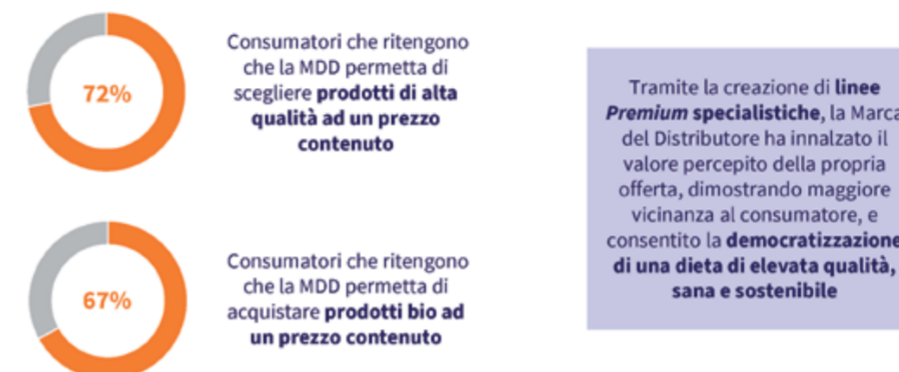 72%
Consumatori che ritengono
che la MDD permetta di
scegliere prodotti di alta
qualità ad un prezzo
contenuto
67%
Consumatori che ritengono
che la MDD permetta di
acquistare prodotti bio ad
un prezzo contenuto
Tramite la creazione di linee
Premium specialistiche, la Marca
del Distributore ha innalzato il
valore percepito della propria
offerta, dimostrando maggiore
vicinanza al consumatore, e
consentito la democratizzazione
di una dieta di elevata qualità,
sana e sostenibile